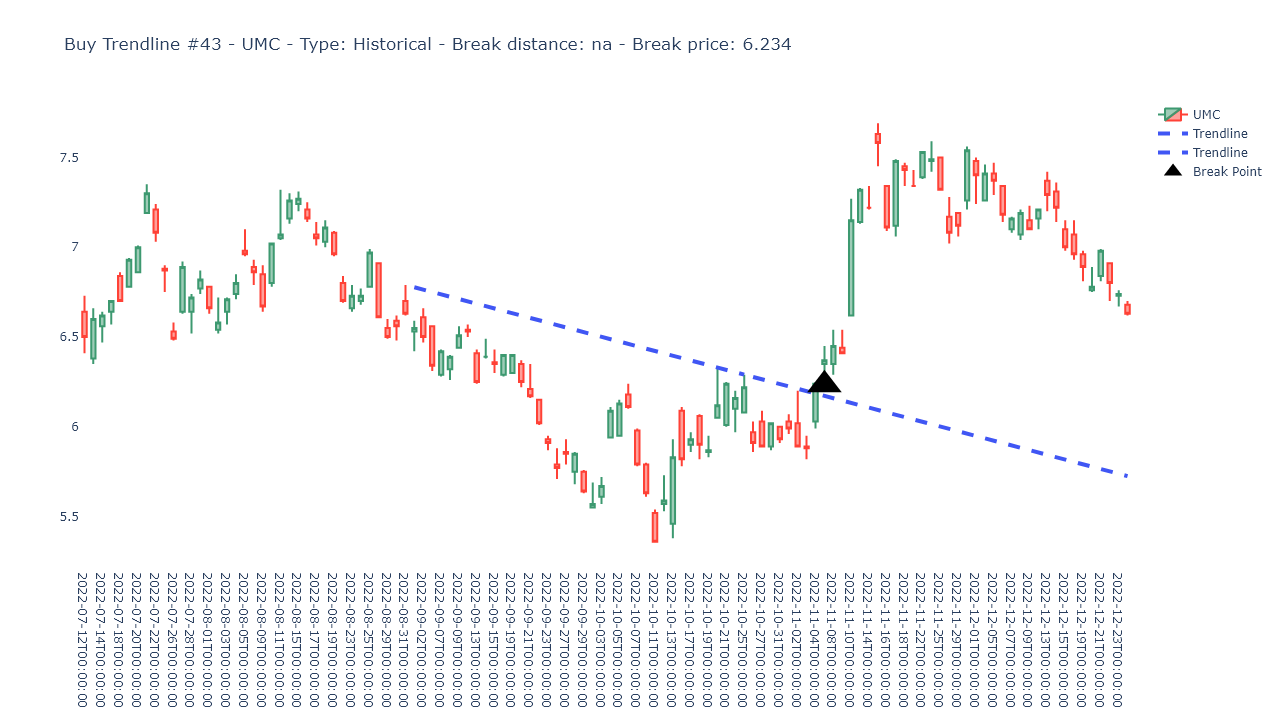 Buy Trendline #43 - UMC - Type: Historical - Break distance: na - Break price: 6.234
UMC
Trendline
Trendline
Break Point
7.5
7
6.5
6
5.5
2022-07-12T00:00:00
2022-07-14T00:00:00
2022-07-18T00:00:00
2022-07-20T00:00:00
2022-07-22T00:00:00
2022-07-26T00:00:00
2022-07-28T00:00:00
2022-08-01T00:00:00
2022-08-03T00:00:00
2022-08-05T00:00:00
2022-08-09T00:00:00
2022-08-11T00:00:00
2022-08-15T00:00:00
2022-08-17T00:00:00
2022-08-19T00:00:00
2022-08-23T00:00:00
2022-08-25T00:00:00
2022-08-29T00:00:00
2022-08-31T00:00:00
2022-09-02T00:00:00
2022-09-07T00:00:00
2022-09-09T00:00:00
2022-09-13T00:00:00
2022-09-15T00:00:00
2022-09-19T00:00:00
2022-09-21T00:00:00
2022-09-23T00:00:00
2022-09-27T00:00:00
2022-09-29T00:00:00
2022-10-03T00:00:00
2022-10-05T00:00:00
2022-10-07T00:00:00
2022-10-11T00:00:00
2022-10-13T00:00:00
2022-10-17T00:00:00
2022-10-19T00:00:00
2022-10-21T00:00:00
2022-10-25T00:00:00
2022-10-27T00:00:00
2022-10-31T00:00:00
2022-11-02T00:00:00
2022-11-04T00:00:00
2022-11-08T00:00:00
2022-11-10T00:00:00
2022-11-14T00:00:00
2022-11-16T00:00:00
2022-11-18T00:00:00
2022-11-22T00:00:00
2022-11-25T00:00:00
2022-11-29T00:00:00
2022-12-01T00:00:00
2022-12-05T00:00:00
2022-12-07T00:00:00
2022-12-09T00:00:00
2022-12-13T00:00:00
2022-12-15T00:00:00
2022-12-19T00:00:00
2022-12-21T00:00:00
2022-12-23T00:00:00